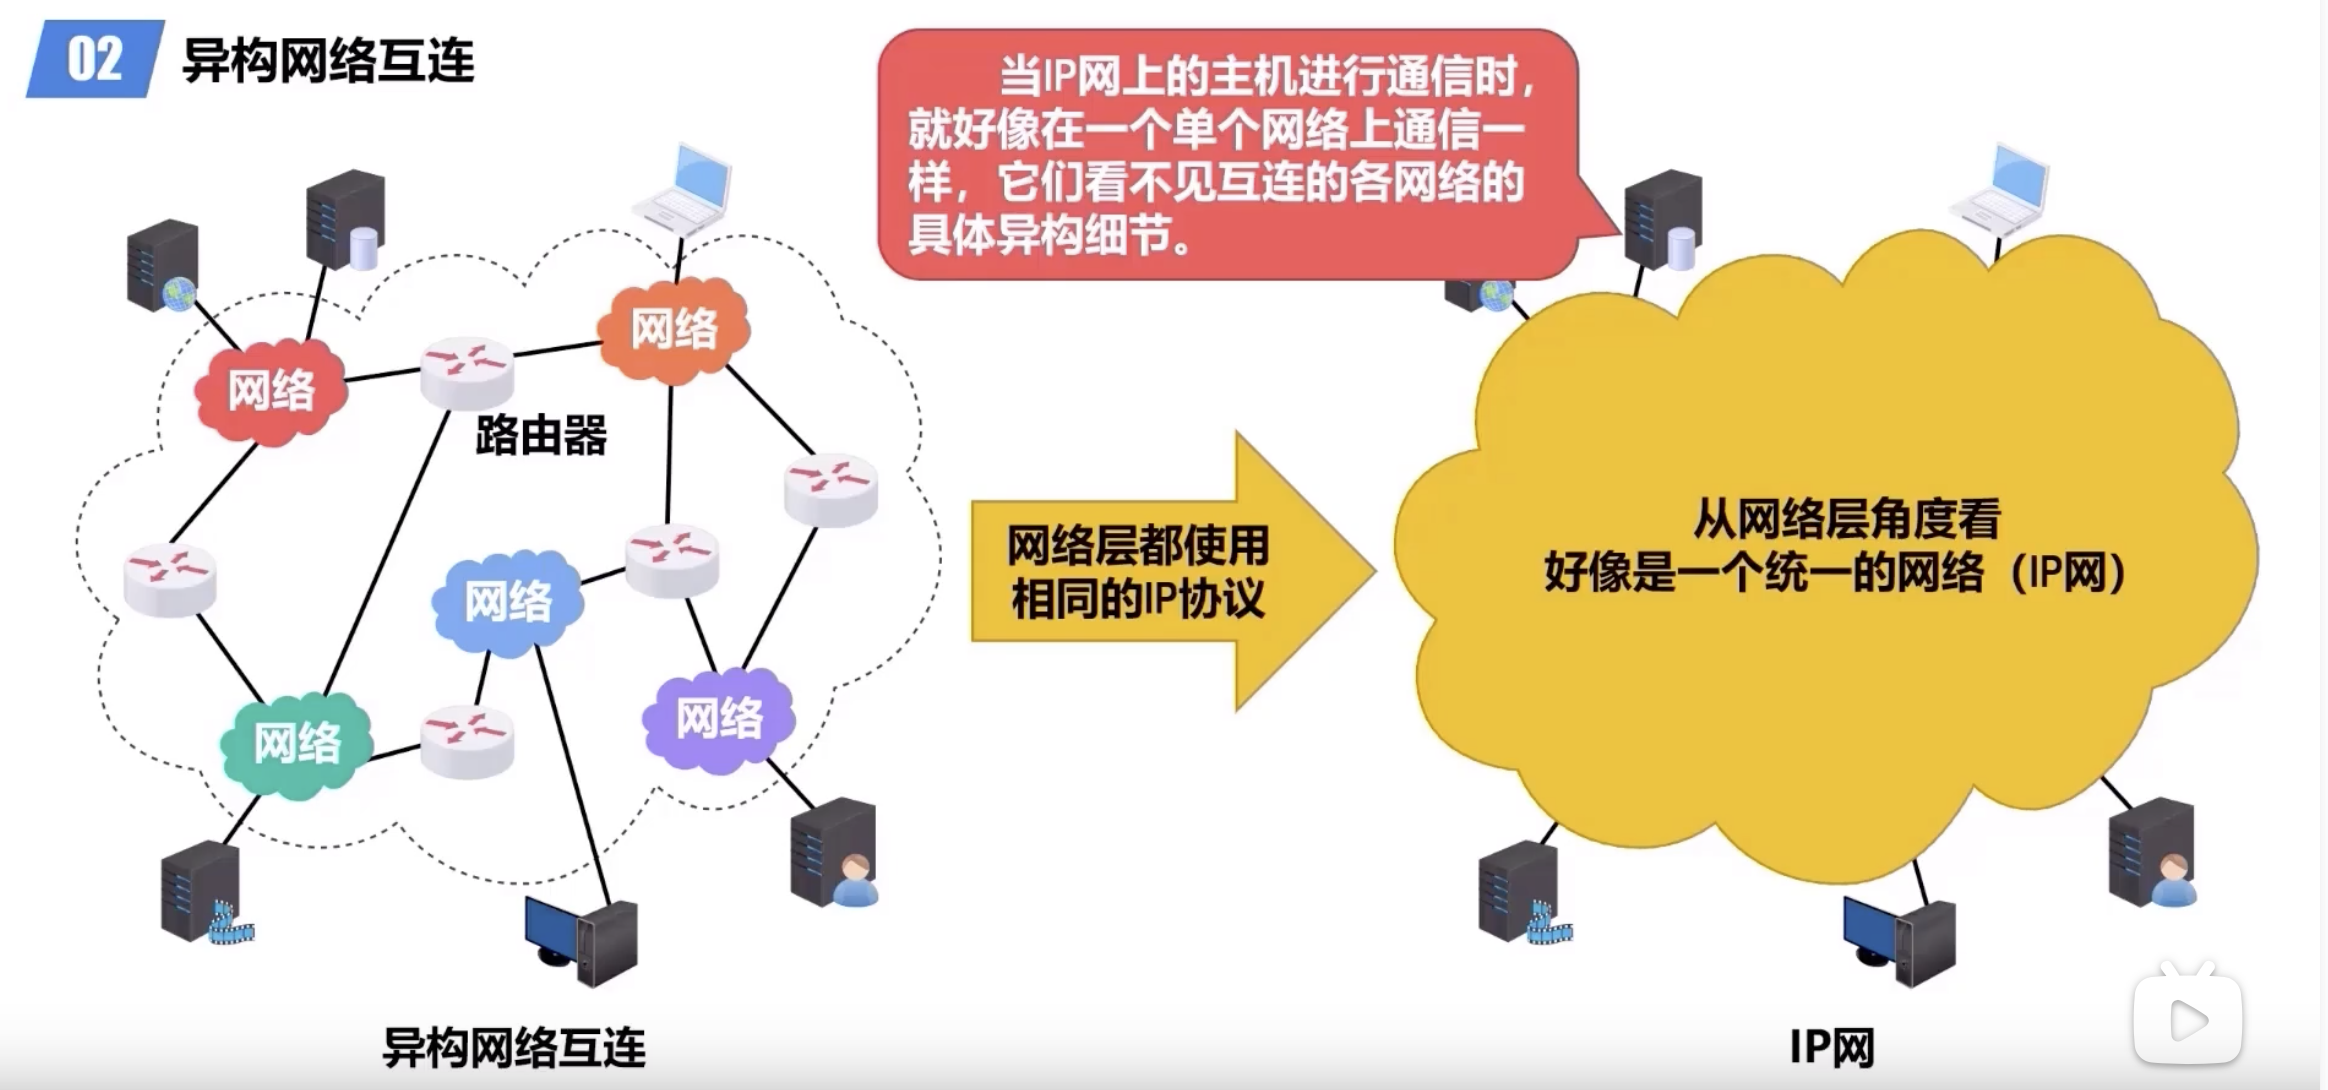 02 异构网络互连
当IP网上的主机进行通信时,
就好像在一个单个网络上通信一
样，它们看不见互连的各网络的
具体异构细节。
网络
网络
路由器
网络
网络
网络
网络层都使用
相同的IP协议
从网络层角度看
好像是一个统一的网络（IP网）
异构网络互连
IP网